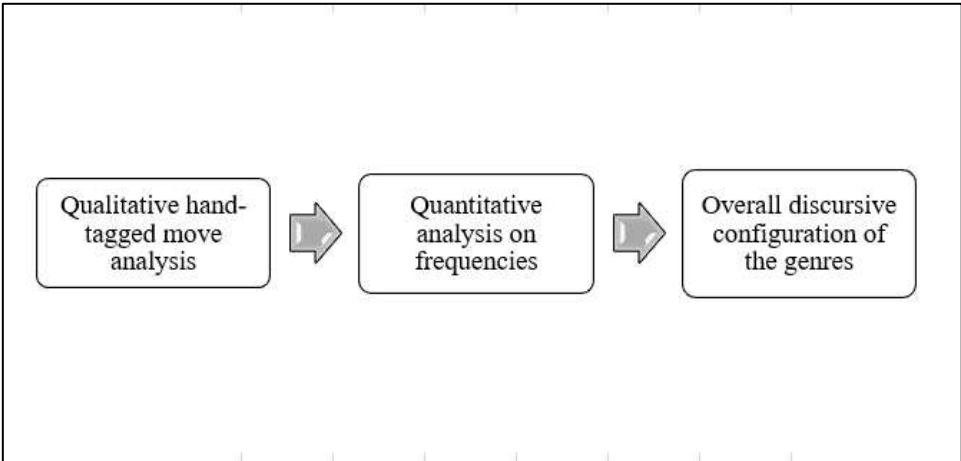 Qualitative hand-
tagged move
analysis
Quantitative
analysis on
frequencies
Overall discursive
configuration of
the genres